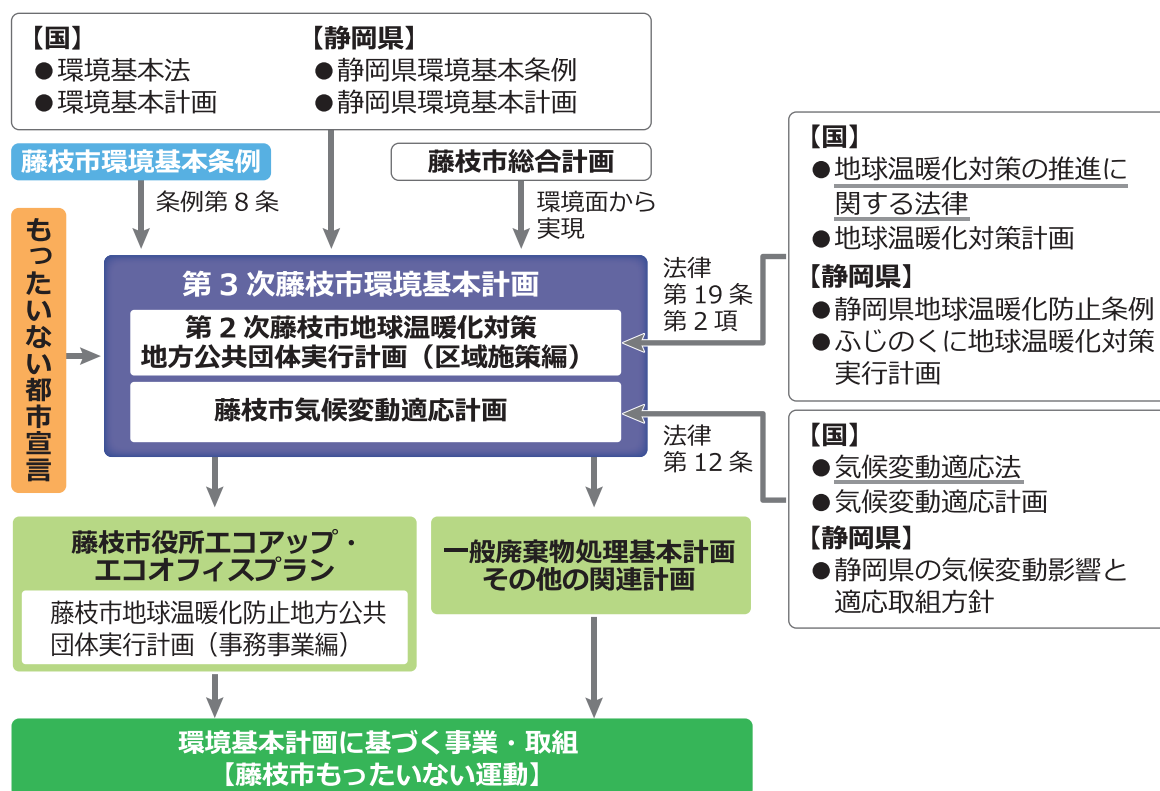 【国】
●環境基本法
●環境基本計画
【静岡県】
●静岡県環境基本条例
●静岡県環境基本計画
藤枝市環境基本条例
藤枝市総合計画
条例第8条
環境面から
実現
もったいない都市宣言
第3次藤枝市環境基本計画
第2次藤枝市地球温暖化対策
地方公共団体実行計画（区域施策編）
藤枝市気候変動適応計画
法律
第19条
第2項
【国】
●地球温暖化対策の推進に
関する法律
●地球温暖化対策計画
【静岡県】
●静岡県地球温暖化防止条例
●ふじのくに地球温暖化対策
実行計画
法律
第12条
【国】
●気候変動適応法
●気候変動適応計画
【静岡県】
●静岡県の気候変動影響と
適応取組方針
藤枝市役所エコアップ・
エコオフィスプラン
藤枝市地球温暖化防止地方公共
団体実行計画（事務事業編）
一般廃棄物処理基本計画
その他の関連計画
環境基本計画に基づく事業・取組
【藤枝市もったいない運動】